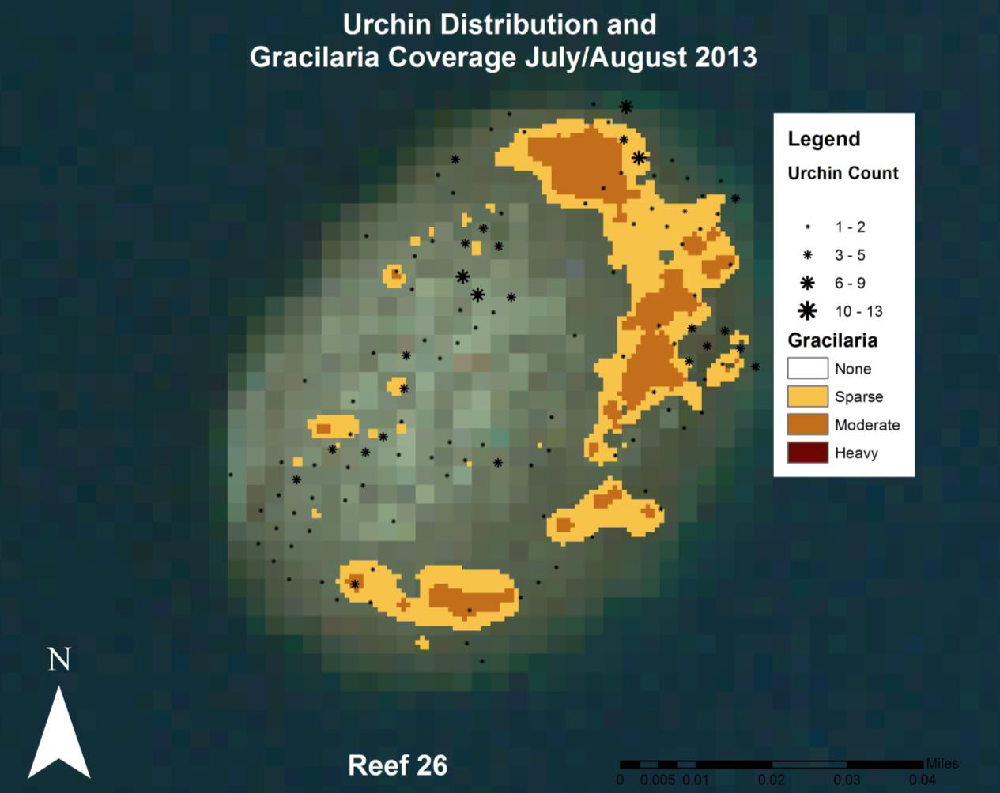 Urchin Distribution and
Gracilaria Coverage July/August 2013
Legend
Urchin Count
1 - 2
3 - 5
6 - 9
10 - 13
Gracilaria
None
Sparse
Moderate
Heavy
N
Reef 26
Miles
0 0.005 0.01 0.02 0.03 0.04